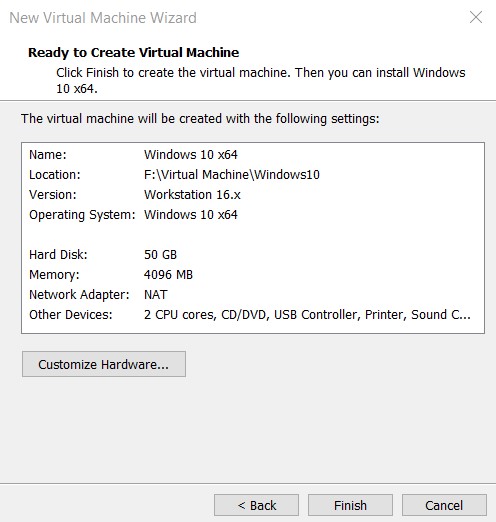 New Virtual Machine Wizard
Ready to Create Virtual Machine
Click Finish to create the virtual machine. Then you can install Windows
10 x64.
The virtual machine will be created with the following settings:
Name: Windows 10 x64
Location: F:\Virtual Machine\Windows10
Version: Workstation 16.x
Operating System: Windows 10 x64
Hard Disk: 50 GB
Memory: 4096 MB
Network Adapter: NAT
Other Devices: 2 CPU cores, CD/DVD, USB Controller, Printer, Sound C...
Customize Hardware...
< Back Finish Cancel